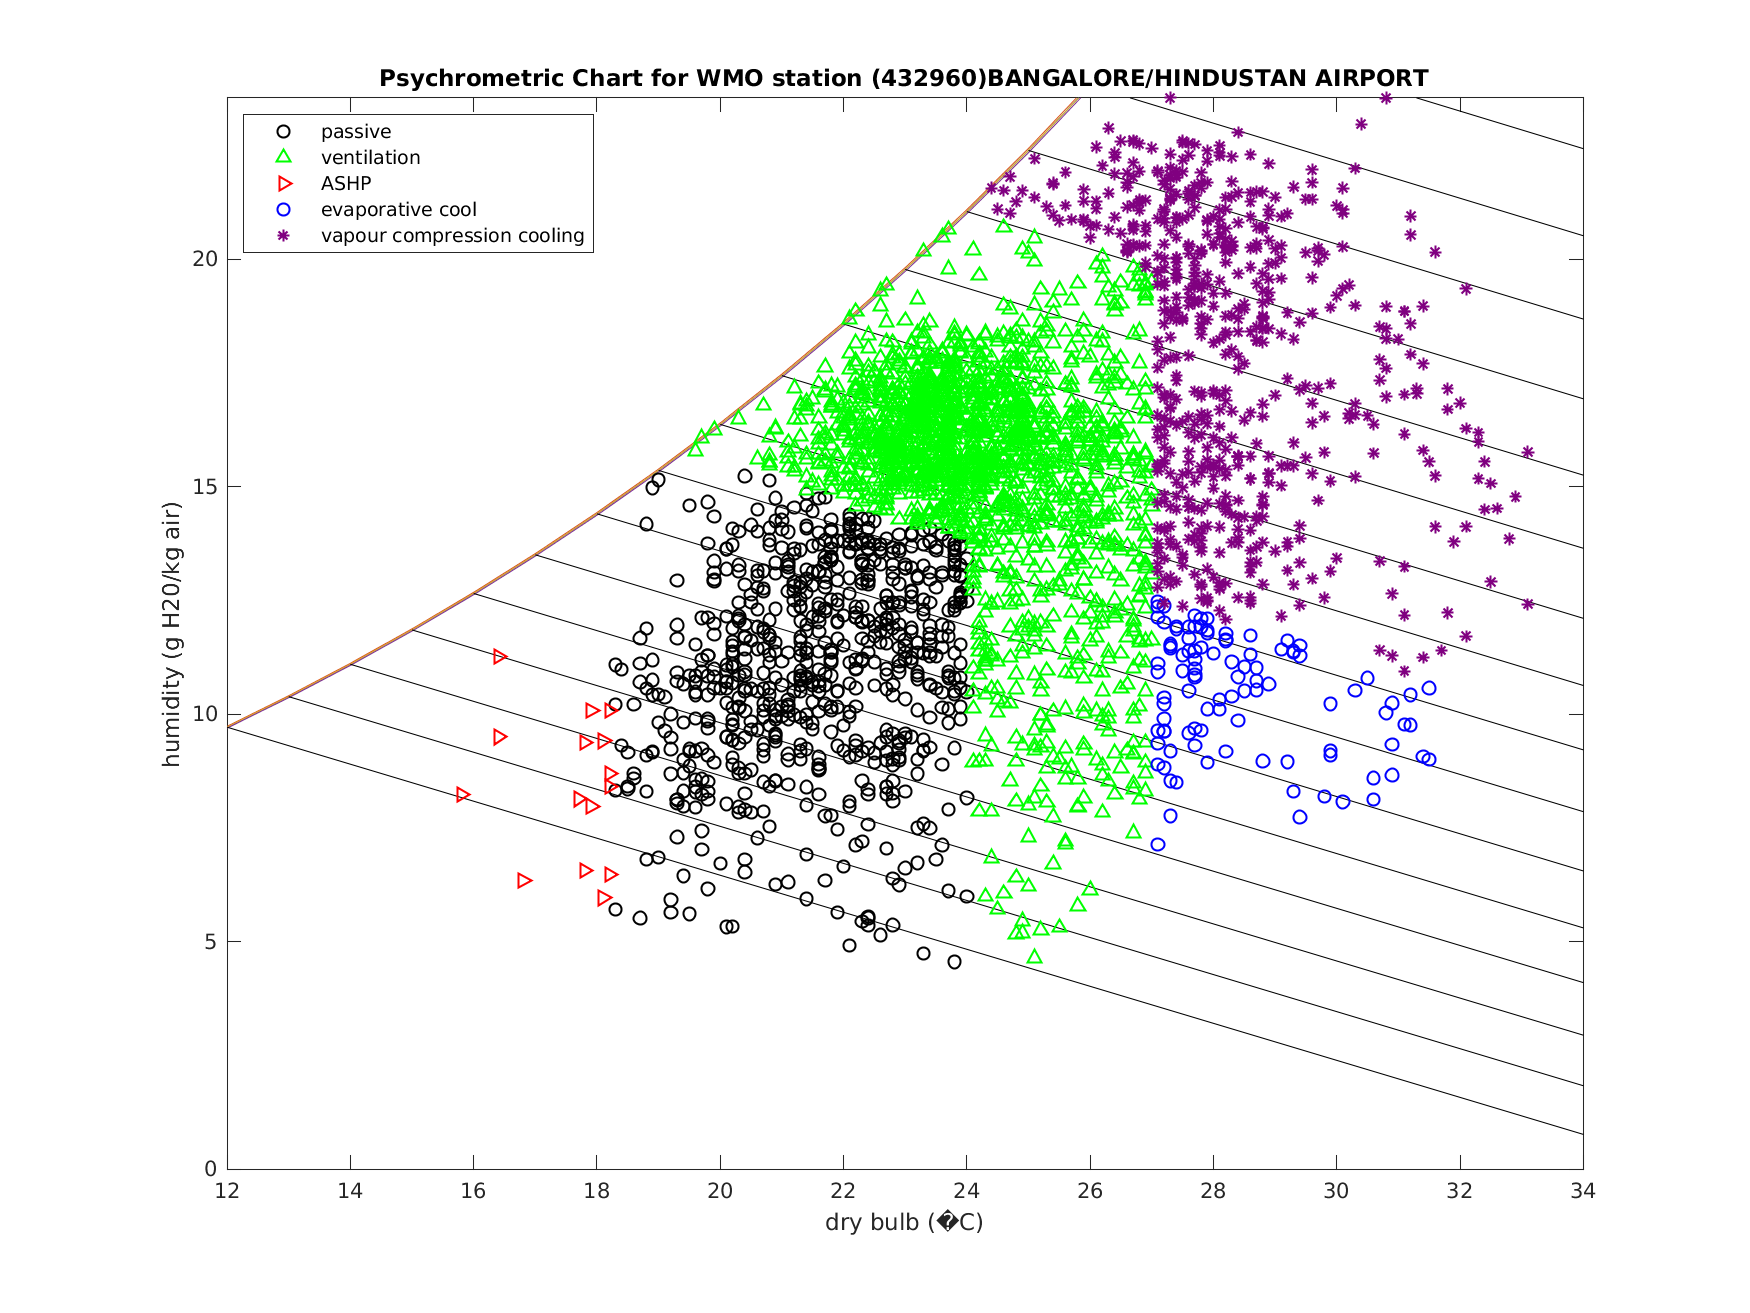 Psychrometric Chart for WMO station (432960)BANGALORE/HINDUSTAN AIRPORT
passive
ventilation
ASHP
evaporative cool
vapour compression cooling
humidity (g H20/kg air)
20
15
10
5
0
12 14 16 18 20 22 24 26 28 30 32 34
dry bulb (�C)